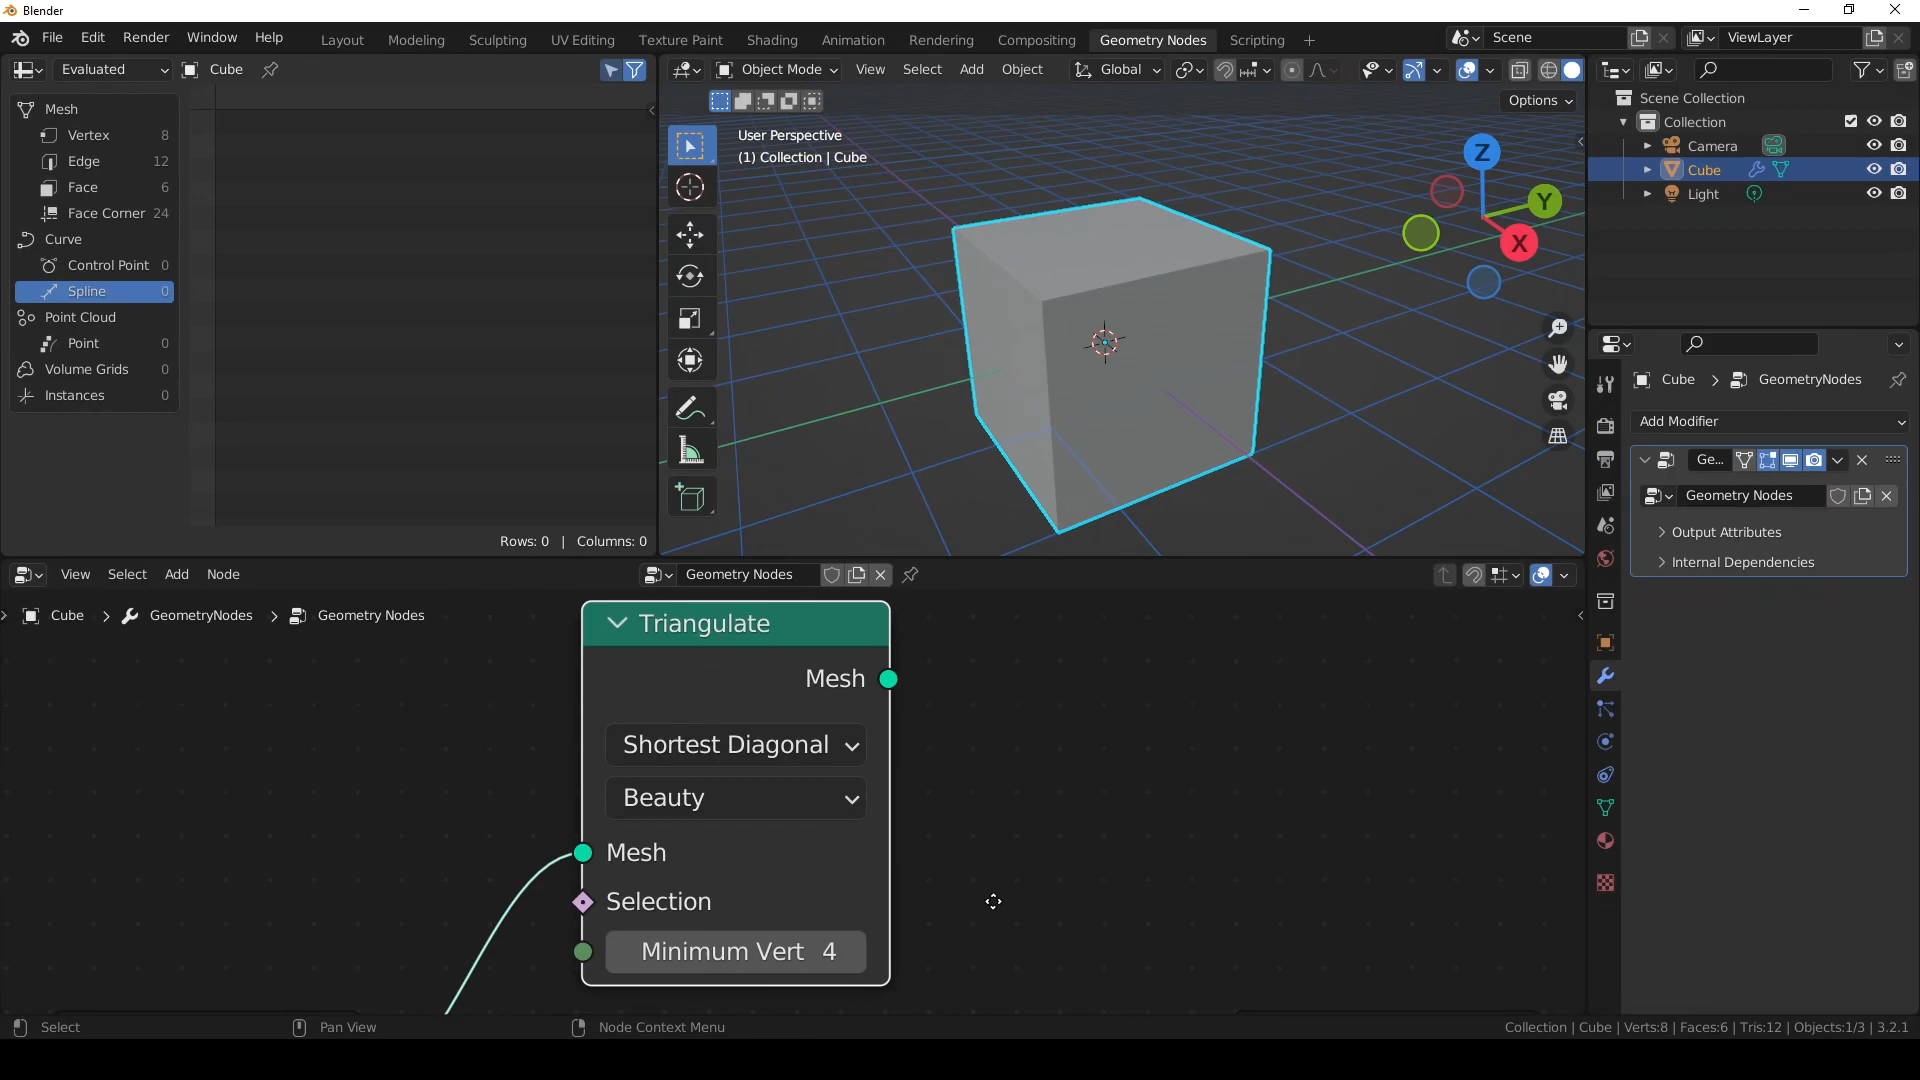 Blender
File Edit Render Window Help
Layout Modeling Sculpting UV Editing Texture Paint Shading Animation Rendering Compositing Geometry Nodes Scripting +
Scene
ViewLayer
Evaluated Cube
Mesh
Vertex 8
Edge 12
Face 6
Face Corner 24
Curve
Control Point 0
Spline 0
Point Cloud
Point 0
Volume Grids 0
Instances 0
Rows: 0 | Columns: 0
Object Mode View Select Add Object Global
Options
User Perspective
(1) Collection | Cube
Z
Y
X
Scene Collection
Collection
Camera
Cube
Light
Cube > GeometryNodes
Add Modifier
Ge...
Geometry Nodes
Output Attributes
Internal Dependencies
View Select Add Node
Geometry Nodes
Cube > GeometryNodes > Geometry Nodes
Triangulate
Mesh
Shortest Diagonal
Beauty
Mesh
Selection
Minimum Vert 4
Select
Pan View
Node Context Menu
Collection | Cube | Verts:8 | Faces:6 | Tris:12 | Objects:1/3 | 3.2.1